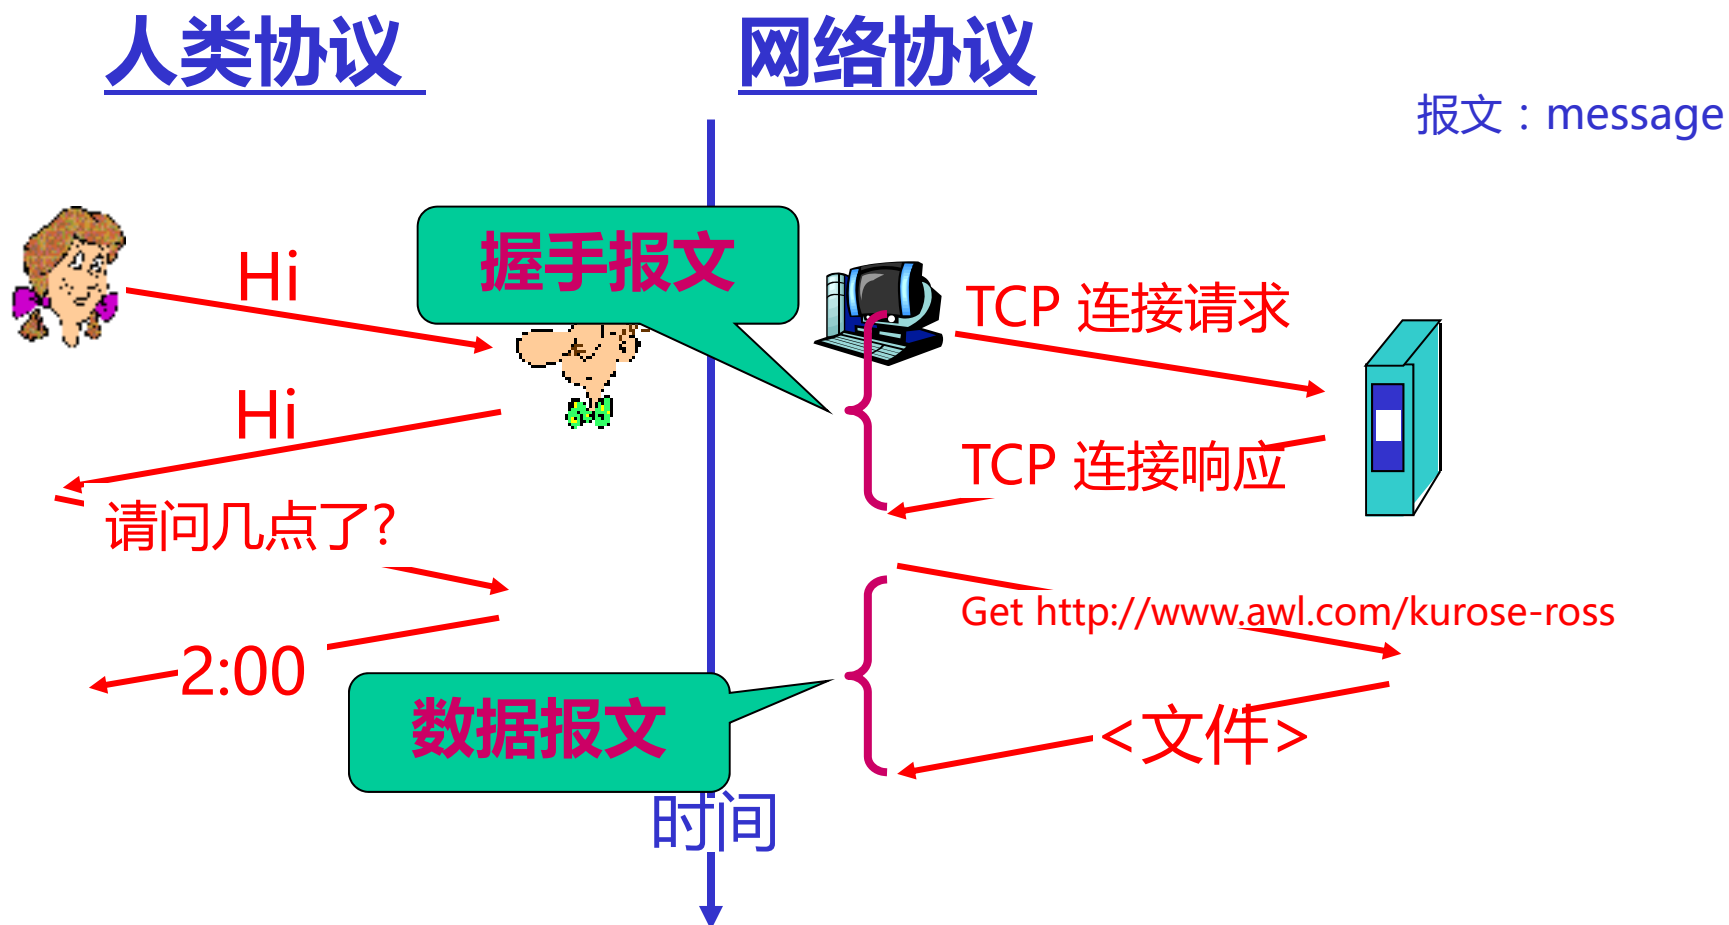 人类协议
网络协议
报文：message
握手报文
Hi
TCP 连接请求
Hi
TCP 连接响应
请问几点了?
Get http://www.awl.com/kurose-ross
2:00
数据报文
<文件>
时间